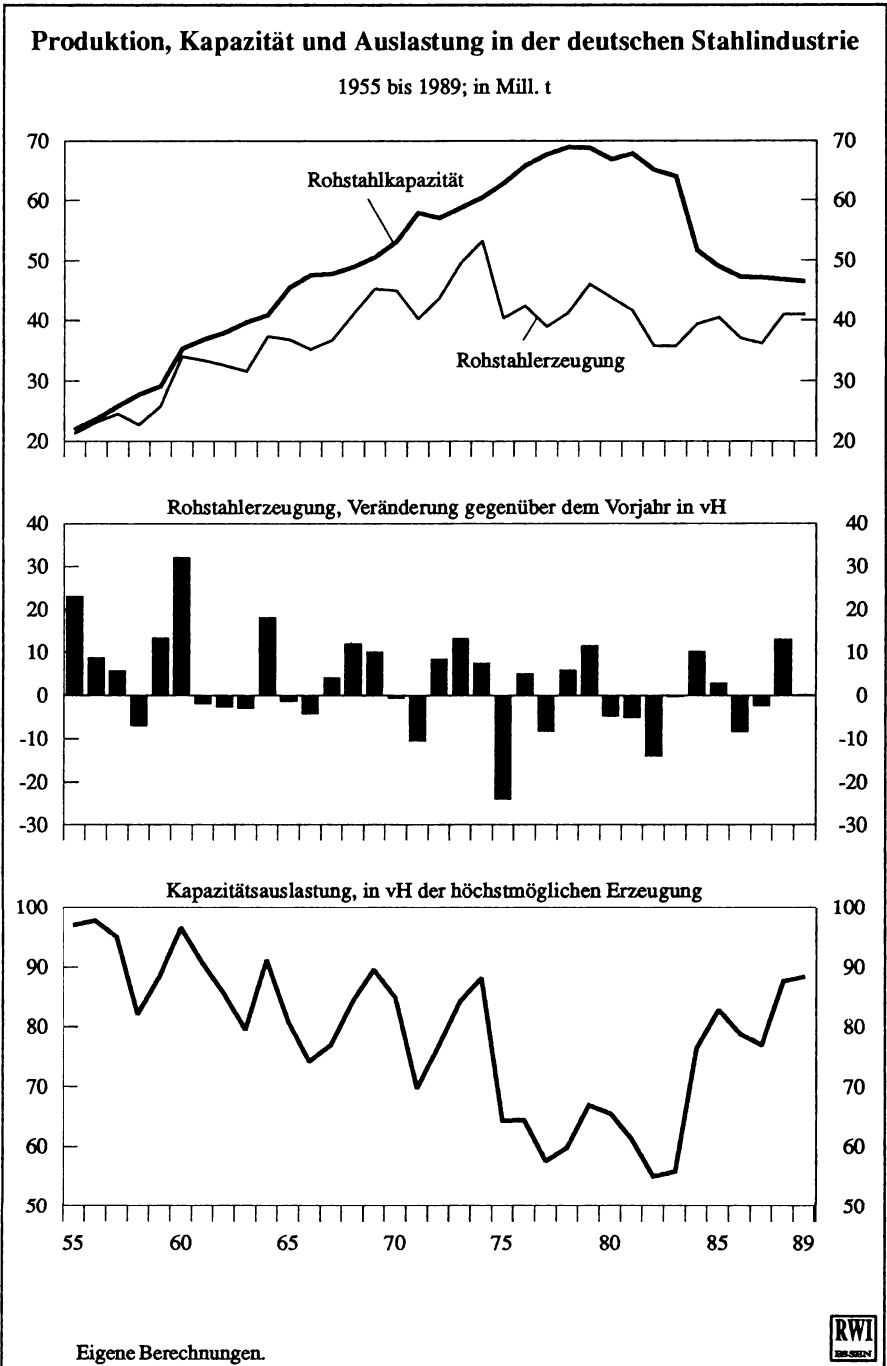 Produktion, Kapazität und Auslastung in der deutschen Stahlindustrie
1955 bis 1989; in Mill. t
70 70
60 60
50 50
40 40
30 30
20 20
Rohstahlkapazität
Rohstahlerzeugung
Rohstahlerzeugung, Veränderung gegenüber dem Vorjahr in vH
40 40
30 30
20 20
10 10
0 0
-10 -10
-20 -20
-30 -30
Kapazitätsauslastung, in vH der höchstmöglichen Erzeugung
100 100
90 90
80 80
70 70
60 60
50 50
55 60 65 70 75 80 85 89
Eigene Berechnungen.
RWI
ESSEN